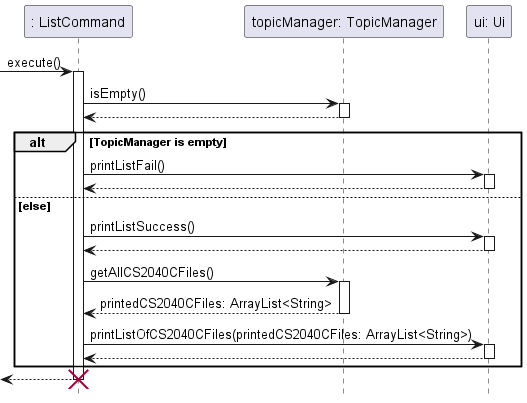 : ListCommand
topicManager: TopicManager
ui: Ui
execute()
isEmpty()
alt
[TopicManager is empty]
printListFail()
[else]
printListSuccess()
getAllCS2040CFiles()
printedCS2040CFiles: ArrayList<String>
printListOfCS2040CFiles(printedCS2040CFiles: ArrayList<String>)